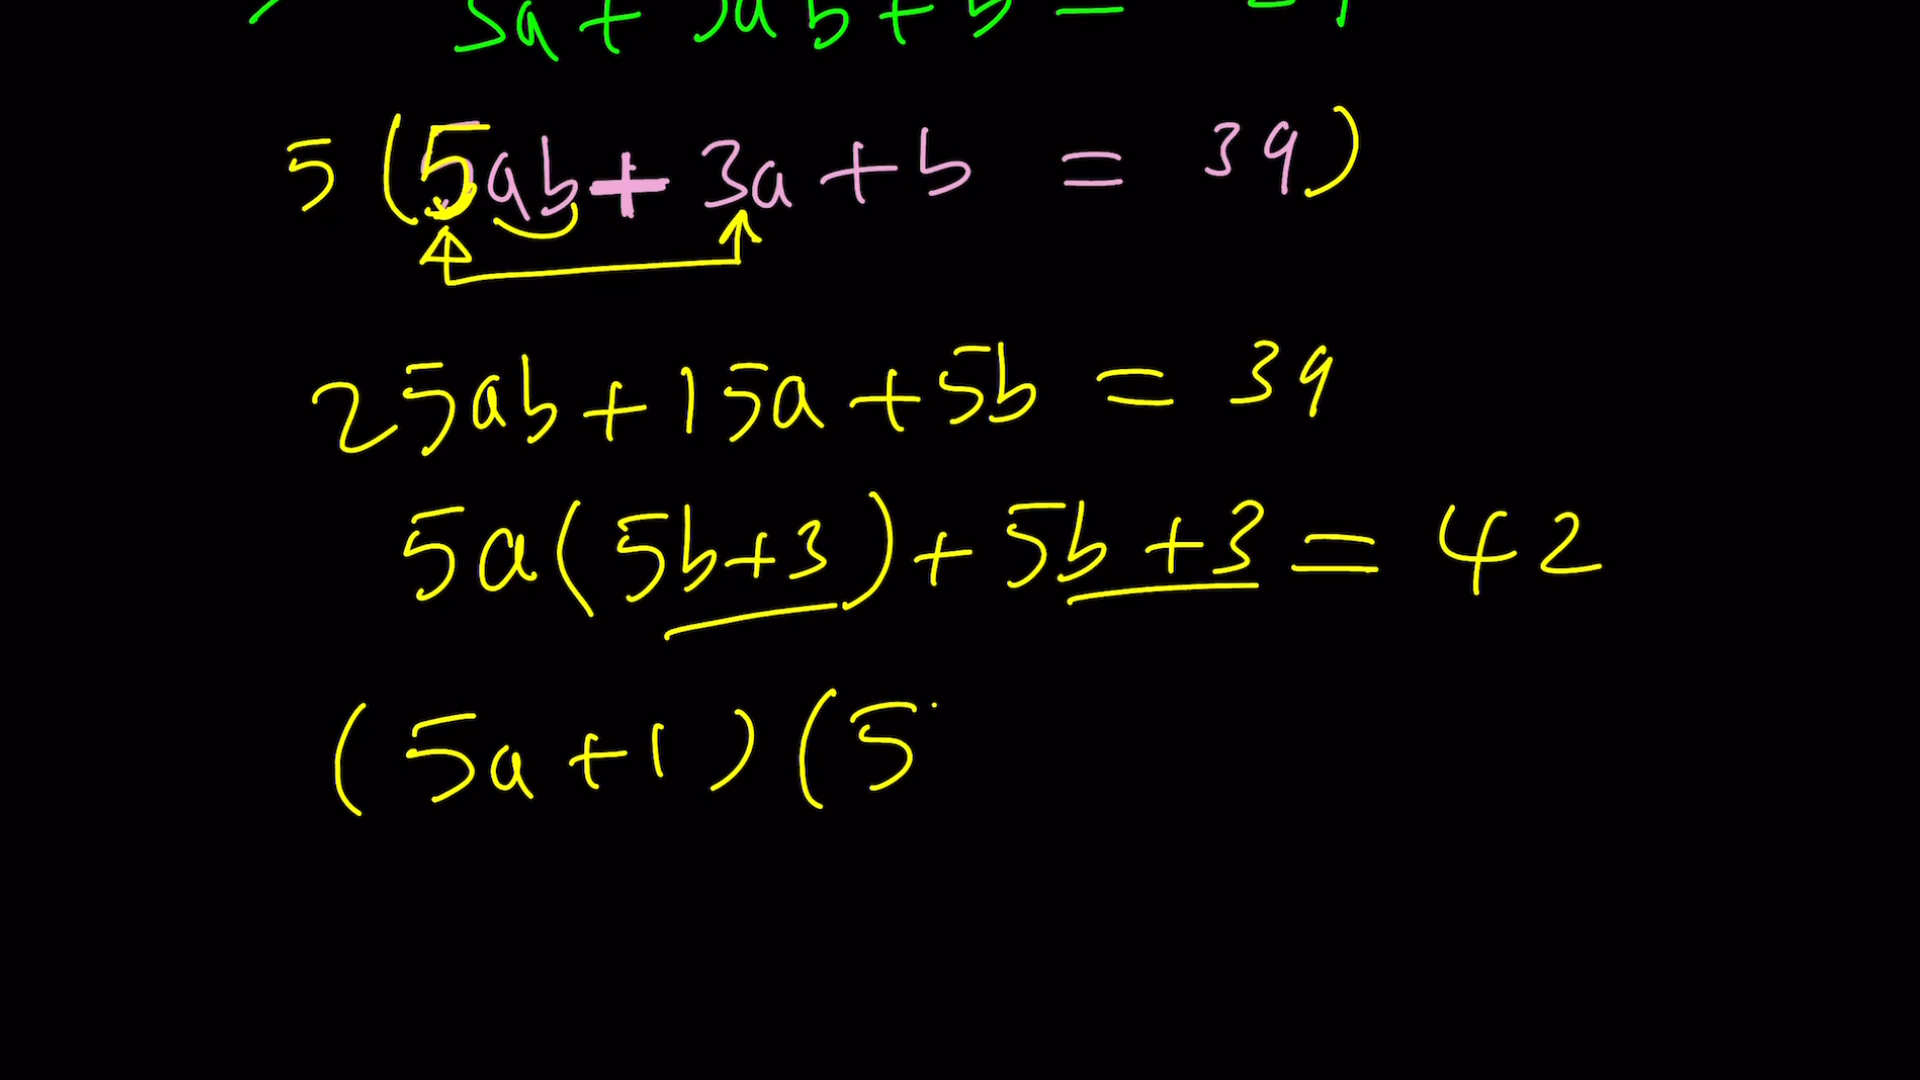 5(5ab + 3a + b = 39)
25ab + 15a + 5b = 39
5a(5b+3) + 5b + 3 = 42
(5a + 1)(5